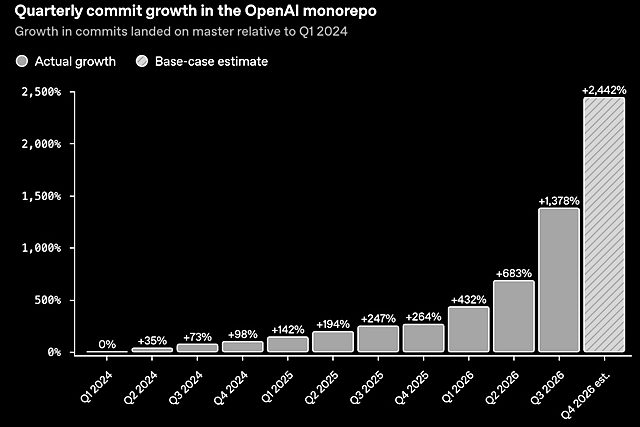 Quarterly commit growth in the OpenAI monorepo
Growth in commits landed on master relative to Q1 2024
Actual growth Base-case estimate
2,500%
2,000%
1,500%
1,000%
500%
0%
0%
+35%
+73%
+98%
+142%
+194%
+247%
+264%
+432%
+683%
+1,378%
+2,442%
Q1 2024
Q2 2024
Q3 2024
Q4 2024
Q1 2025
Q2 2025
Q3 2025
Q4 2025
Q1 2026
Q2 2026
Q3 2026
Q4 2026 est.